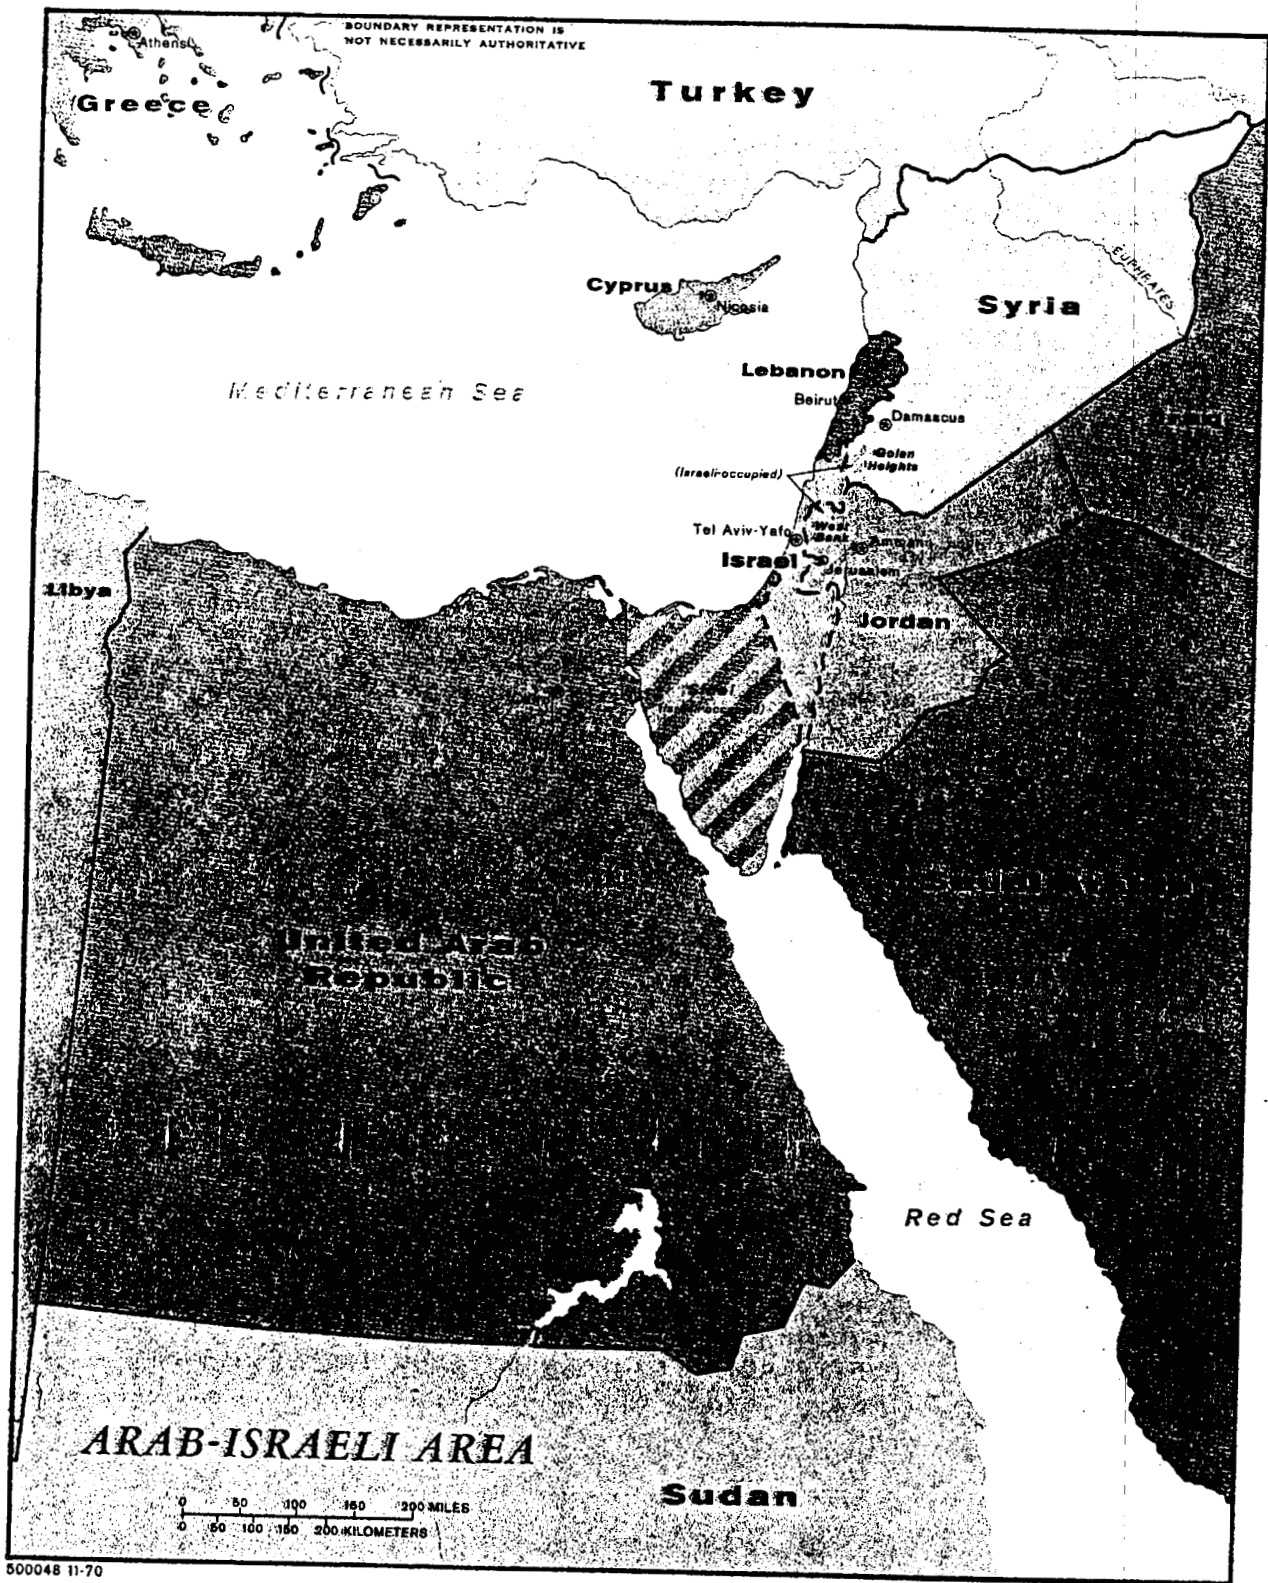 BOUNDARY REPRESENTATION IS
NOT NECESSARILY AUTHORITATIVE
Athens
Greece
Turkey
EUPHRATES
Cyprus
Nicosia
Syria
Mediterranean Sea
Lebanon
Beirut
Damascus
Golan
Heights
(Israeli-occupied)
Tel Aviv-Yafo
West
Bank
Amman
Israel
Jerusalem
Libya
Jordan
United Arab
Republic
Red Sea
ARAB-ISRAELI AREA
Sudan
0 50 100 150 200 MILES
0 50 100 150 200 KILOMETERS
500048 11-70